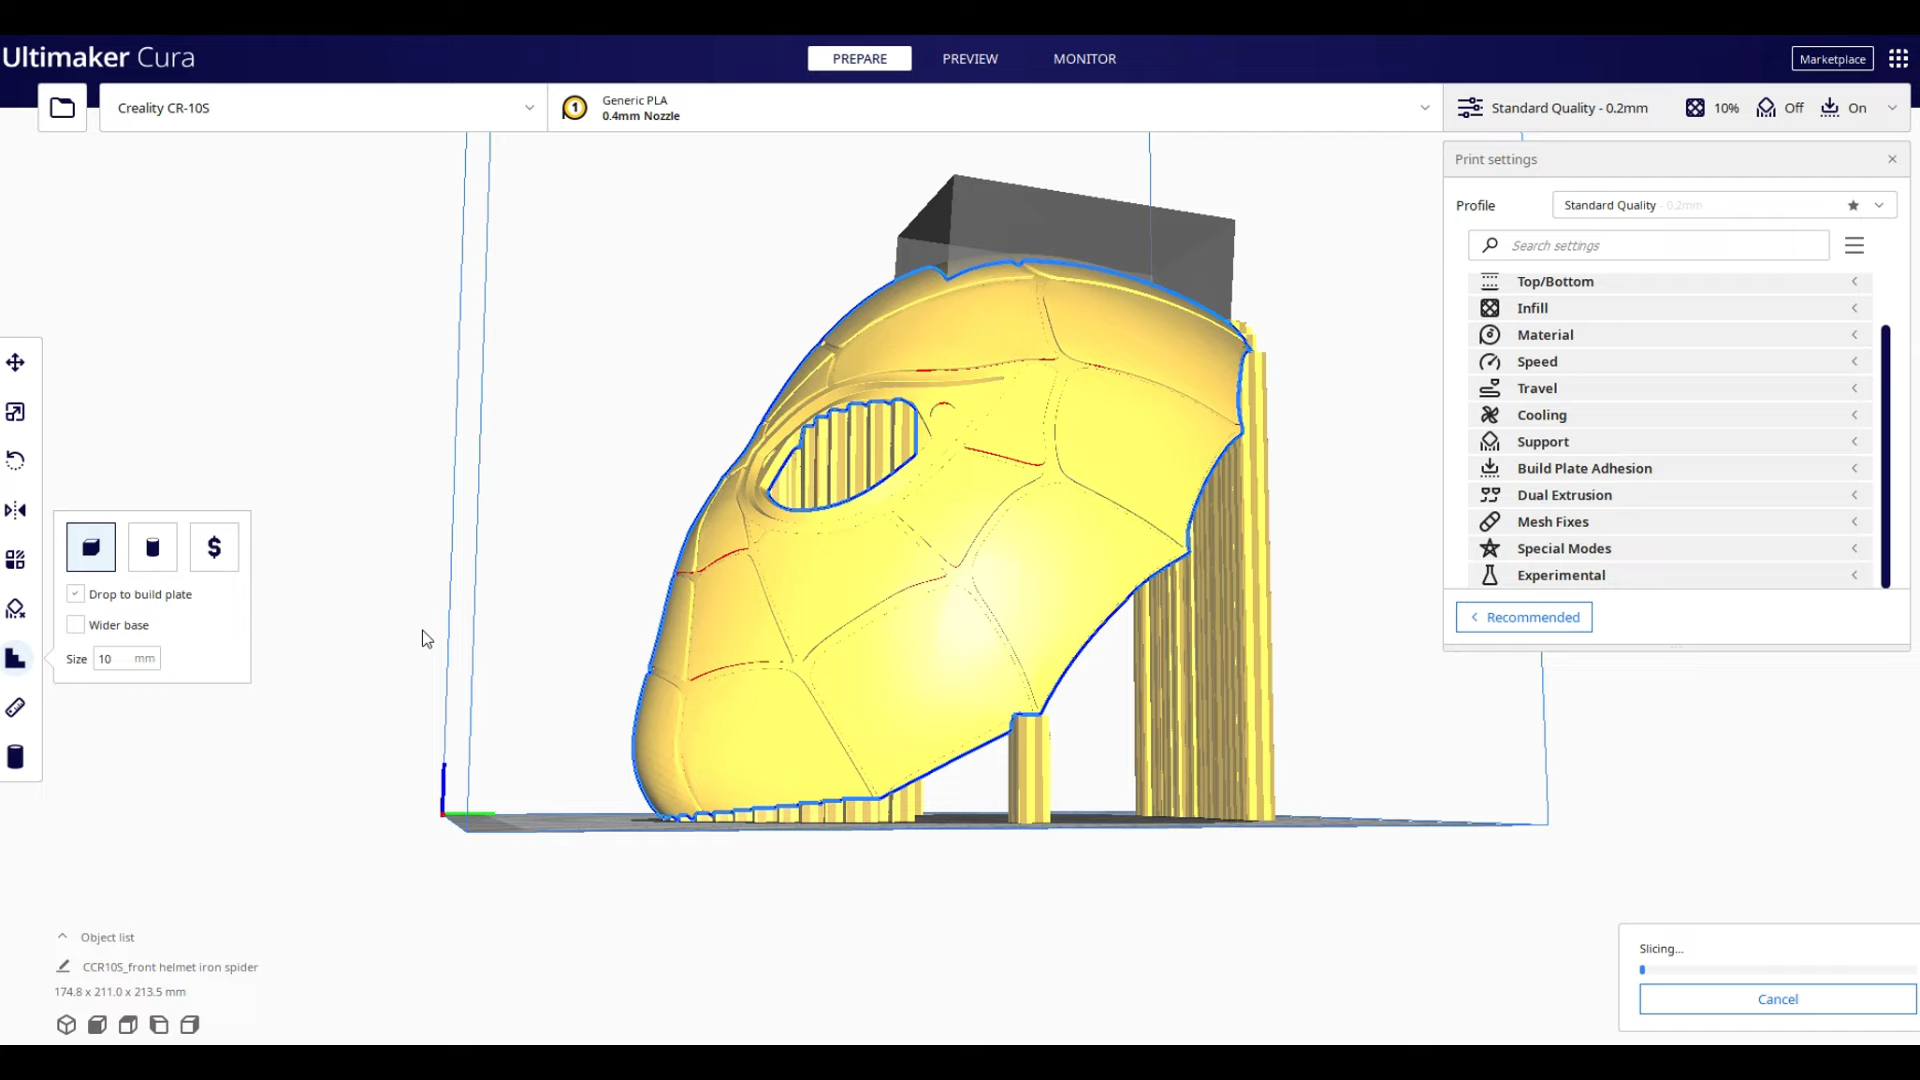 Ultimaker Cura
PREPARE
PREVIEW
MONITOR
Marketplace
Creality CR-10S
1
Generic PLA
0.4mm Nozzle
Standard Quality - 0.2mm
10%
Off
On
Print settings
Profile
Standard Quality - 0.2mm
Search settings
Top/Bottom
Infill
Material
Speed
Travel
Cooling
Support
Build Plate Adhesion
Dual Extrusion
Mesh Fixes
Special Modes
Experimental
Recommended
$
Drop to build plate
Wider base
Size 10 mm
Object list
CCR10S_front helmet iron spider
174.8 x 211.0 x 213.5 mm
Slicing...
Cancel